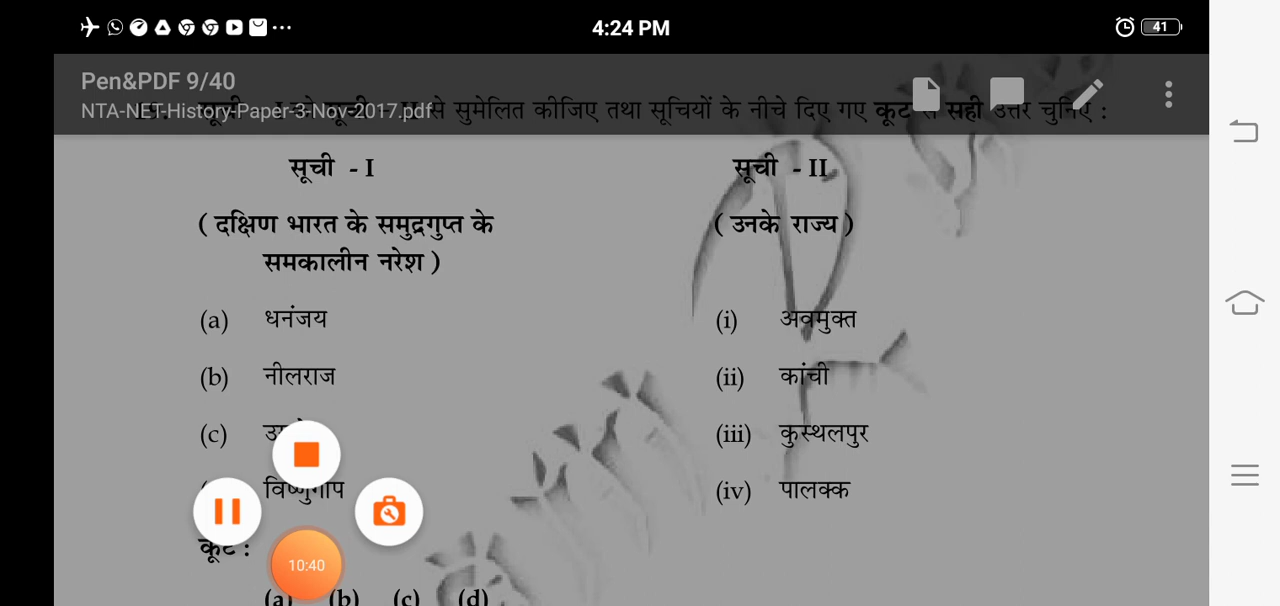 4:24 PM
41
Pen&PDF 9/40
NTA-NET-History-Paper-3-Nov-2017.pdf
से सुमेलित कीजिए तथा सूचियों के नीचे दिए गए कूट सही उत्तर चुनिए :
सूची - I सूची - II
( दक्षिण भारत के समुद्रगुप्त के ( उनके राज्य )
समकालीन नरेश )
(a) धनंजय (i) अवमुक्त
(b) नीलराज (ii) कांची
(c) (iii) कुस्थलपुर
विष्णुगोप (iv) पालक्क
कूट :
10:40
(a) (b) (c) (d)